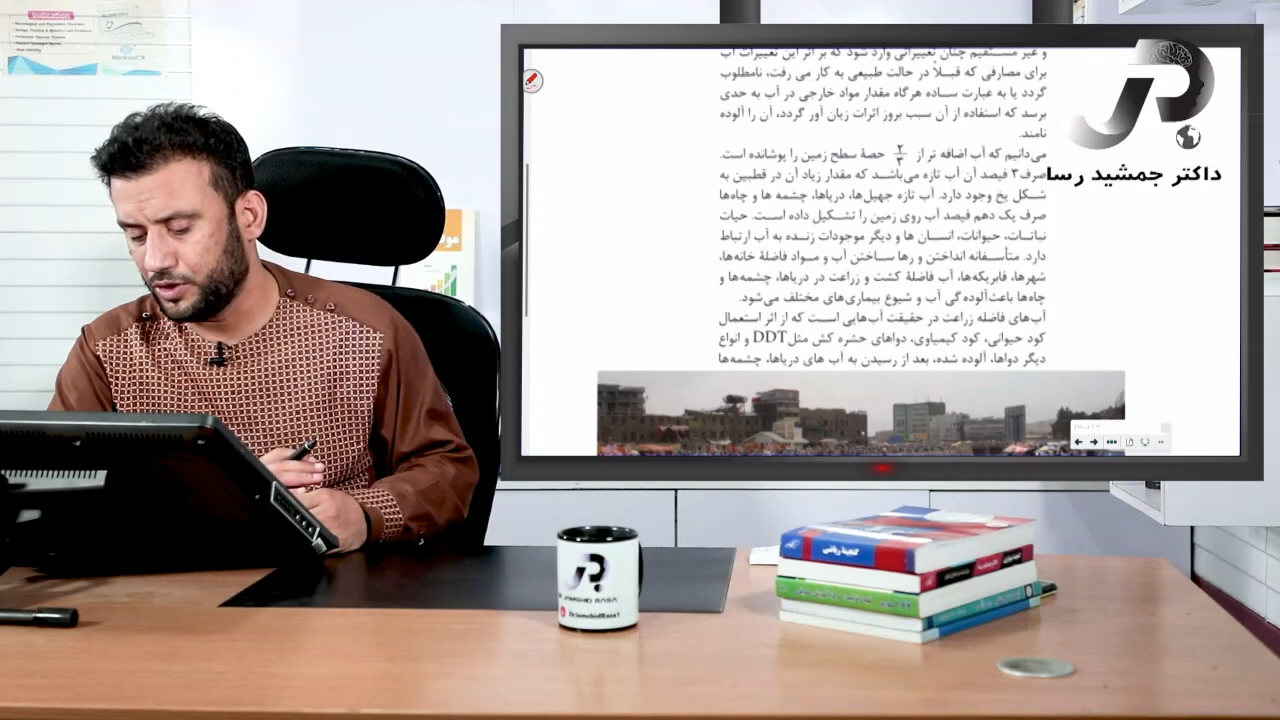 Indication
و غیر مستقیم چنان تغییراتی وارد شود که بر اثر این تغییرات آب
برای مصارفی که قبلاً در حالت طبیعی به کار می رفت، نامطلوب
گردد یا به عبارت ساده هرگاه مقدار مواد خارجی در آب به حدی
برسد که استفاده از آن سبب بروز اثرات زیان آور گردد، آن را آلوده
نامند.
می‌دانیم که آب اضافه تر از ۲/۳ حصهٔ سطح زمین را پوشانده است.
صرف ۳ فیصد آن آب تازه می‌باشد که مقدار زیاد آن در قطبین به
شکل یخ وجود دارد. آب تازه جهیل‌ها، دریاها، چشمه ها و چاه‌ها
صرف یک دهم فیصد آب روی زمین را تشکیل داده است. حیات
نباتات، حیوانات، انسان ها و دیگر موجودات زنده به آب ارتباط
دارد. متأسفانه انداختن و رها ساختن آب و مواد فاضلهٔ خانه‌ها،
شهرها، فابریکه‌ها، آب فاضلهٔ کشت و زراعت در دریاها، چشمه‌ها و
چاه‌ها باعث آلوده گی آب و شیوع بیماری‌های مختلف می‌شود.
آب‌های فاضله زراعت در حقیقت آب‌هایی است که از اثر استعمال
کود حیوانی، کود کیمیاوی، دواهای حشره کش مثل DDT و انواع
دیگر دواها، آلوده شده، بعد از رسیدن به آب های دریاها، چشمه‌ها
داکتر جمشید رسا
JAMSHID RASA
DrJamshidRasa1
گنجینهٔ ریاضی